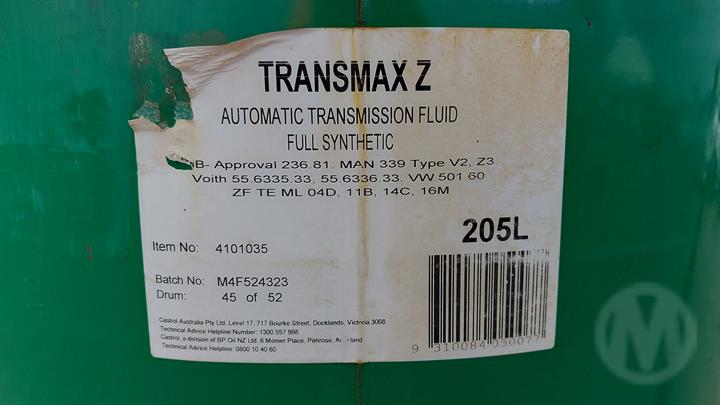 TRANSMAX Z
AUTOMATIC TRANSMISSION FLUID
FULL SYNTHETIC
B- Approval 236.81. MAN 339 Type V2, Z3.
Voith 55.6335.33, 55.6336.33. VW 501 60
ZF TE ML 04D, 11B, 14C, 16M
205L
Item No: 4101035
Batch No: M4F524323
Drum: 45 of 52
Castrol Australia Pty Ltd. Level 17, 717 Bourke Street, Docklands, Victoria 3008
Technical Advice Helpline Number: 1300 557 998
Castrol, a division of BP Oil NZ Ltd. 6 Monier Place, Penrose,
Technical Advice Helpline: 0800 10 40 60
9 310084 030077
M